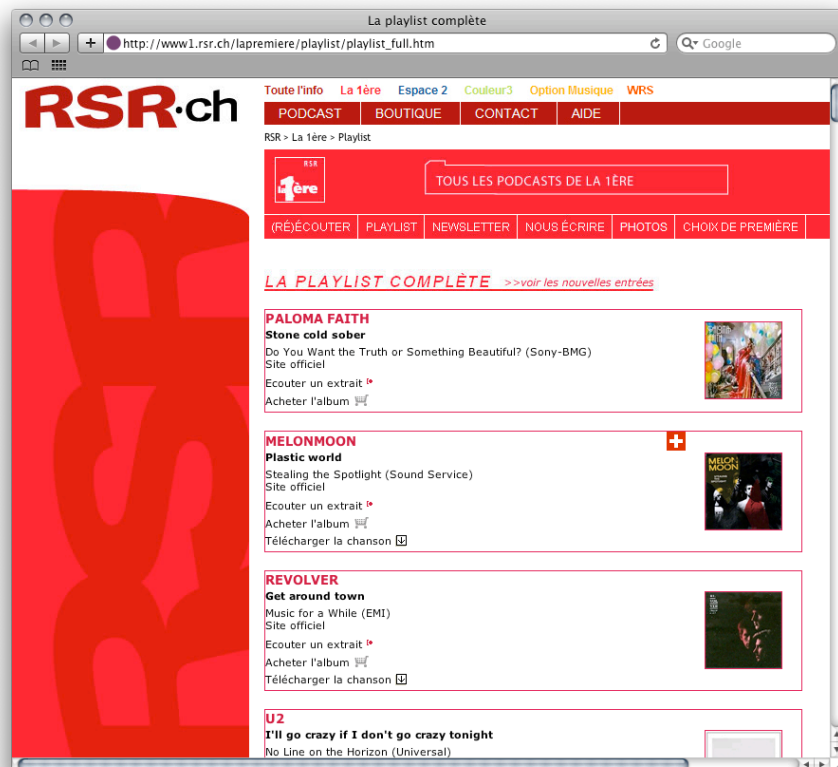 La playlist complète
http://www1.rsr.ch/lapremiere/playlist/playlist_full.htm
Google
RSR.ch
Toute l'info La 1ère Espace 2 Couleur3 Option Musique WRS
PODCAST BOUTIQUE CONTACT AIDE
RSR > La 1ère > Playlist
RSR
la 1ère
TOUS LES PODCASTS DE LA 1ÈRE
(RÉ)ÉCOUTER PLAYLIST NEWSLETTER NOUS ÉCRIRE PHOTOS CHOIX DE PREMIÈRE
RSR
LA PLAYLIST COMPLÈTE >>voir les nouvelles entrées
PALOMA FAITH
Stone cold sober
Do You Want the Truth or Something Beautiful? (Sony-BMG)
Site officiel
Ecouter un extrait
Acheter l'album
MELONMOON
Plastic world
Stealing the Spotlight (Sound Service)
Site officiel
Ecouter un extrait
Acheter l'album
Télécharger la chanson
MELON
MOON
REVOLVER
Get around town
Music for a While (EMI)
Site officiel
Ecouter un extrait
Acheter l'album
Télécharger la chanson
U2
I'll go crazy if I don't go crazy tonight
No Line on the Horizon (Universal)